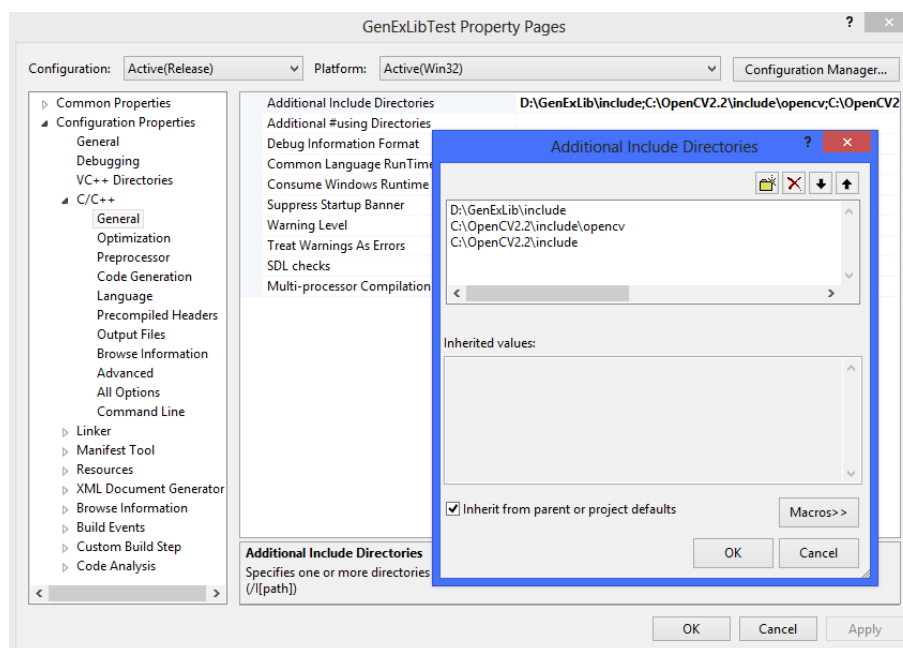 GenExLibTest Property Pages
?
Configuration: Active(Release) Platform: Active(Win32) Configuration Manager...
Common Properties
Configuration Properties
General
Debugging
VC++ Directories
C/C++
General
Optimization
Preprocessor
Code Generation
Language
Precompiled Headers
Output Files
Browse Information
Advanced
All Options
Command Line
Linker
Manifest Tool
Resources
XML Document Generator
Browse Information
Build Events
Custom Build Step
Code Analysis
Additional Include Directories D:\GenExLib\include;C:\OpenCV2.2\include\opencv;C:\OpenCV2
Additional #using Directories
Debug Information Format
Common Language RunTime
Consume Windows Runtime
Suppress Startup Banner
Warning Level
Treat Warnings As Errors
SDL checks
Multi-processor Compilation
Additional Include Directories
?
D:\GenExLib\include
C:\OpenCV2.2\include\opencv
C:\OpenCV2.2\include
Inherited values:
Inherit from parent or project defaults
Macros>>
OK Cancel
Additional Include Directories
Specifies one or more directories
(/I[path])
OK Cancel Apply